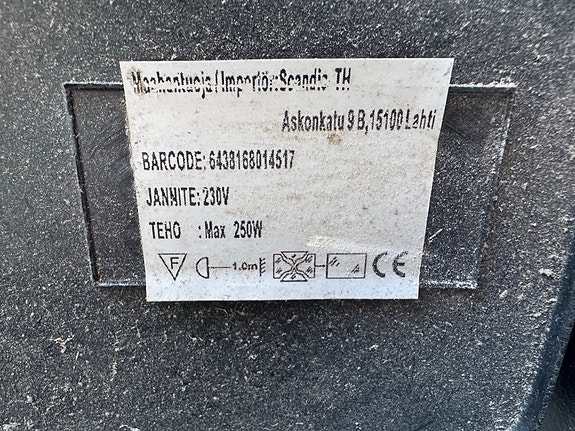 Maahantuoja/Importör:Scandic TH
Askonkatu 9 B,15100 Lahti
BARCODE: 6438168014517
JANNITE: 230V
TEHO : Max 250W
F 1.0m CE